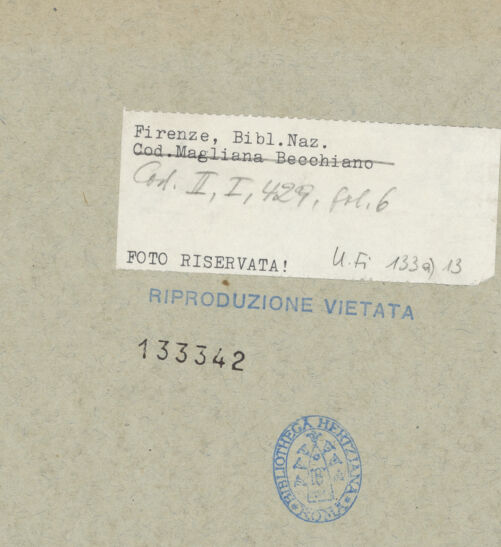 Firenze, Bibl.Naz.
Cod.Magliana Becchiano
Cod. II, I, 429, fol. 6
FOTO RISERVATA!
U. Fi 133a) 13
RIPRODUZIONE VIETATA
133342
BIBLIOTHECA HERTZIANA
ROMA